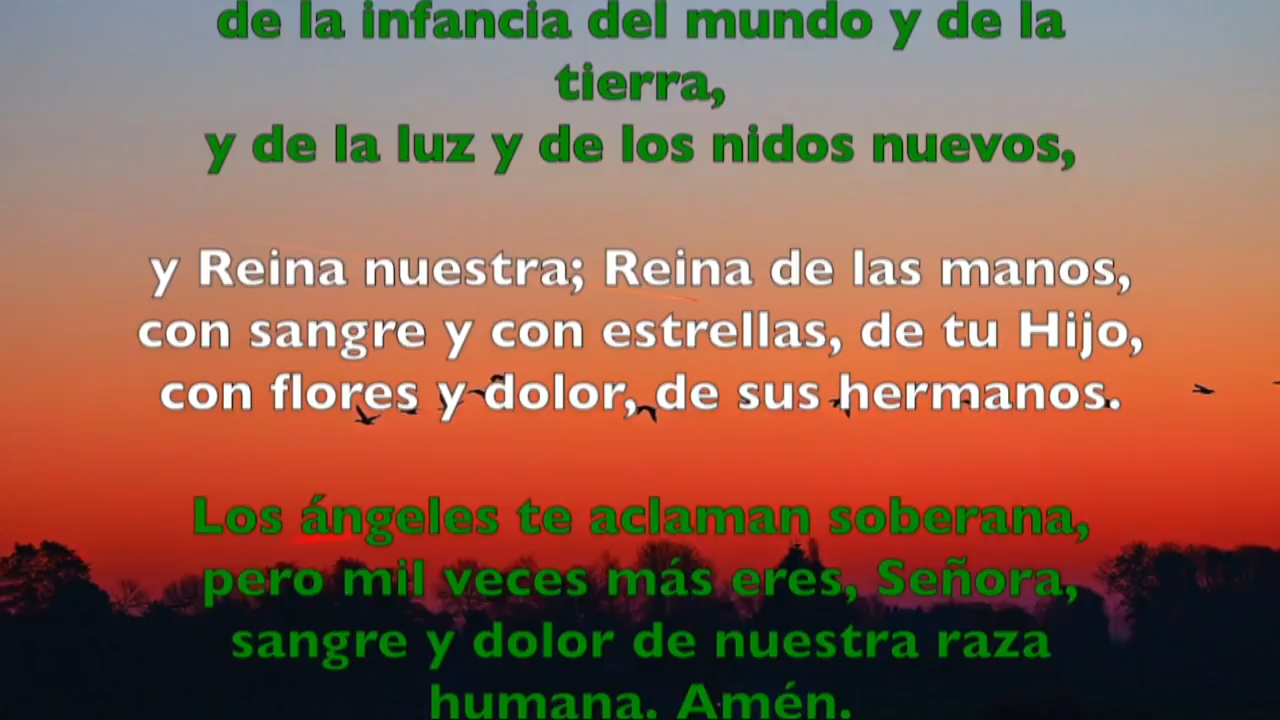 de la infancia del mundo y de la
tierra,
y de la luz y de los nidos nuevos,
y Reina nuestra; Reina de las manos,
con sangre y con estrellas, de tu Hijo,
con flores y dolor, de sus hermanos.
Los ángeles te aclaman soberana,
pero mil veces más eres, Señora,
sangre y dolor de nuestra raza
humana. Amén.